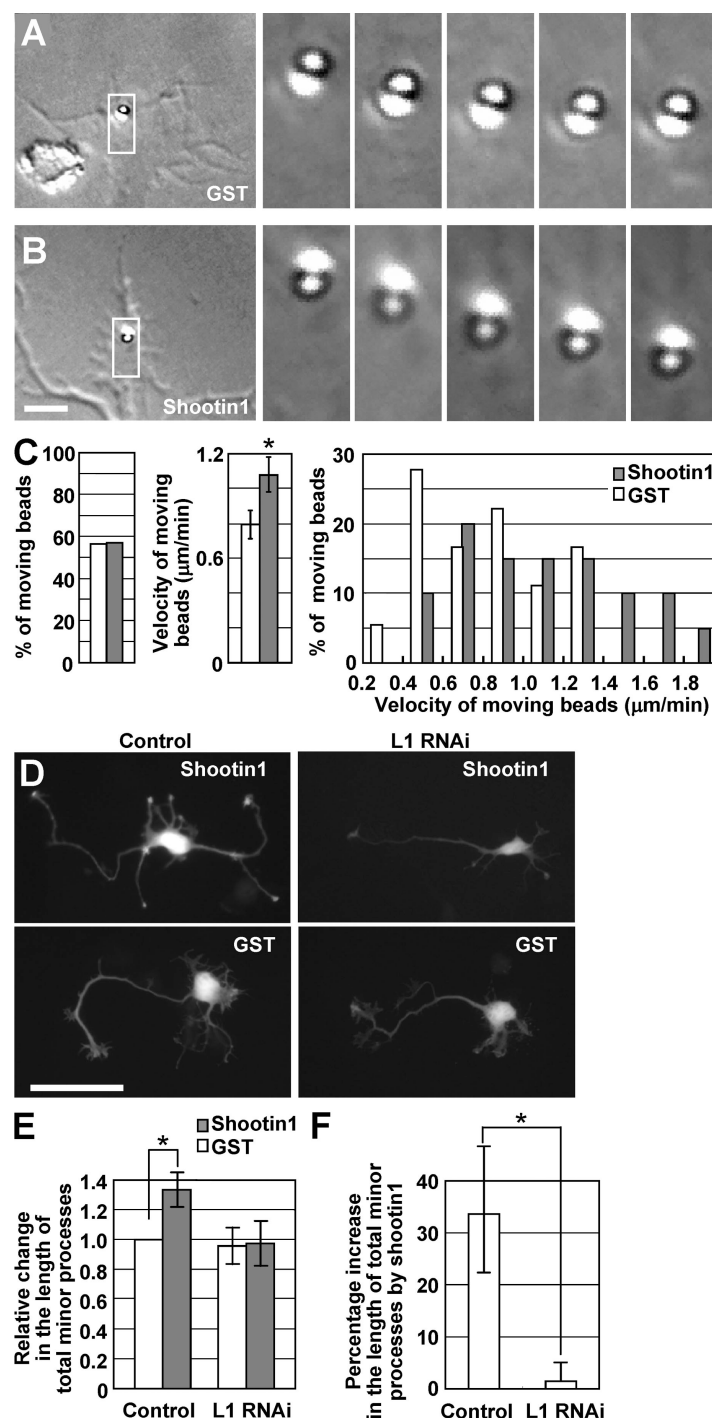 A
GST
B
Shootin1
C
% of moving beads
100
80
60
40
20
0
Velocity of moving
beads (μm/min)
1.2
0.6
0
*
% of moving beads
30
20
10
0
Shootin1
GST
0.2 0.4 0.6 0.8 1.0 1.2 1.4 1.6 1.8
Velocity of moving beads (μm/min)
Control
L1 RNAi
D
Shootin1
Shootin1
GST
GST
E
Shootin1
GST
Relative change
in the length of
total minor processes
1.4
1.2
1.0
0.8
0.6
0.4
0.2
0
*
Control L1 RNAi
F
Percentage increase
in the length of total minor
processes by shootin1
40
30
20
10
0
*
Control L1 RNAi